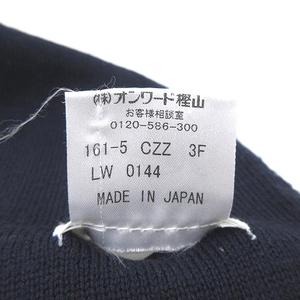 (株)オンワード樫山
お客様相談室
0120-586-300
161-5 CZZ 3F
LW 0144
MADE IN JAPAN